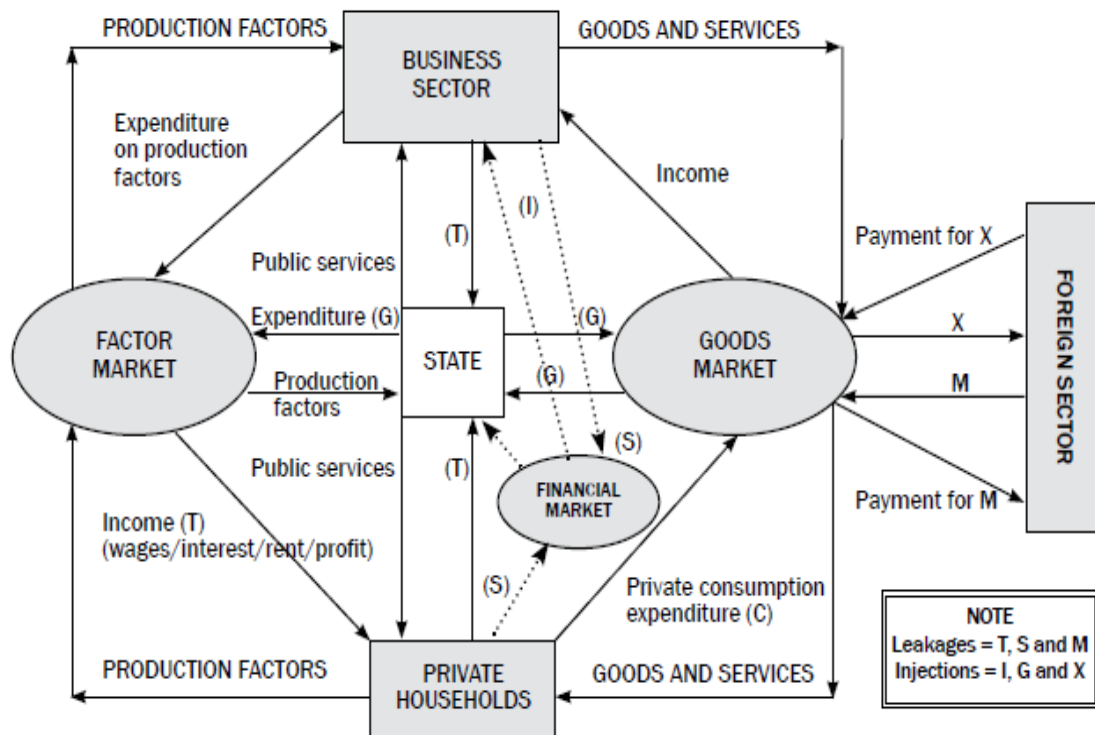 PRODUCTION FACTORS
GOODS AND SERVICES
BUSINESS
SECTOR
Expenditure
on production
factors
Income
(I)
(T)
Payment for X
Public services
FOREIGN SECTOR
FACTOR
MARKET
Expenditure (G)
STATE
(G)
GOODS
MARKET
X
Production
factors
(G)
M
(S)
Public services
(T)
FINANCIAL
MARKET
Payment for M
Income (T)
(wages/interest/rent/profit)
(S)
Private consumption
expenditure (C)
NOTE
Leakages = T, S and M
Injections = I, G and X
PRODUCTION FACTORS
PRIVATE
HOUSEHOLDS
GOODS AND SERVICES